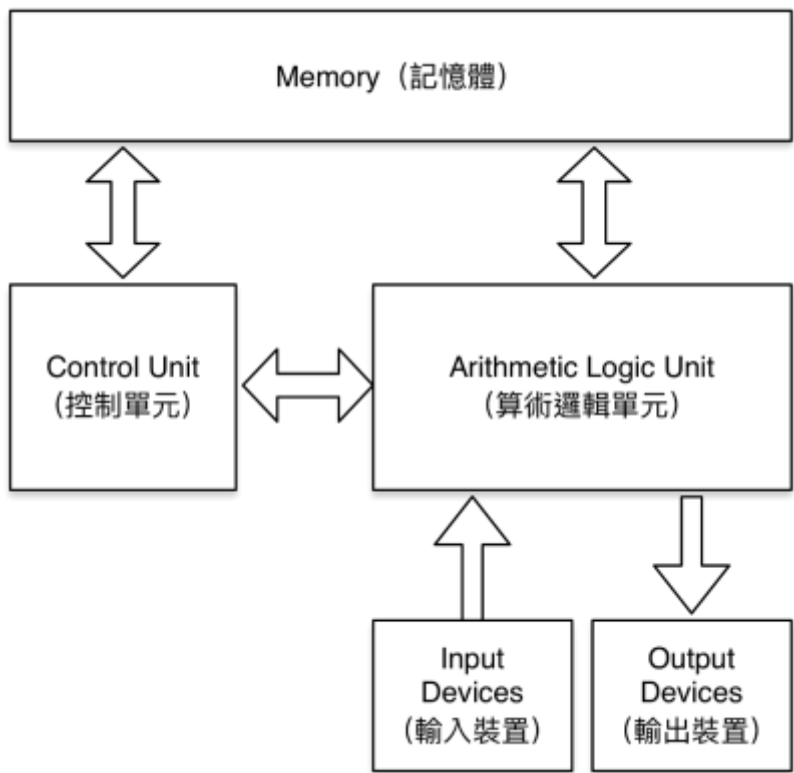 Memory（記憶體）
Control Unit
（控制單元）
Arithmetic Logic Unit
（算術邏輯單元）
Input
Devices
（輸入裝置）
Output
Devices
（輸出裝置）